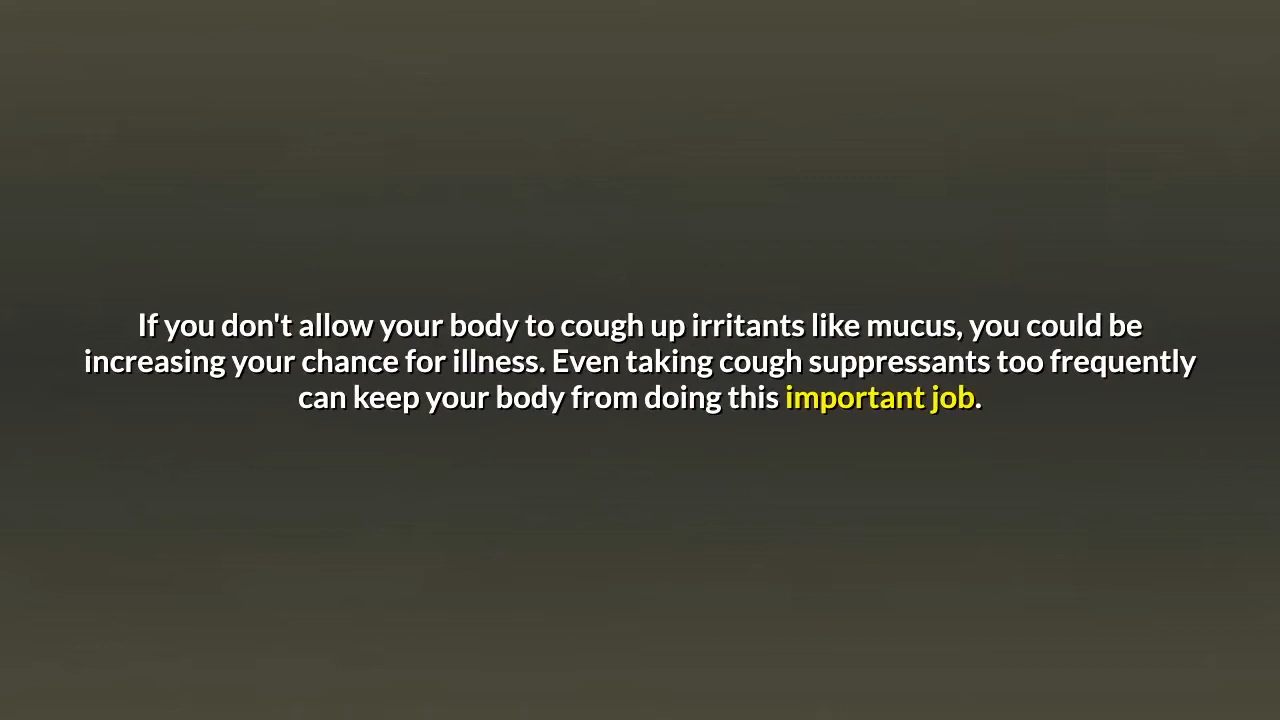 If you don't allow your body to cough up irritants like mucus, you could be
increasing your chance for illness. Even taking cough suppressants too frequently
can keep your body from doing this important job.